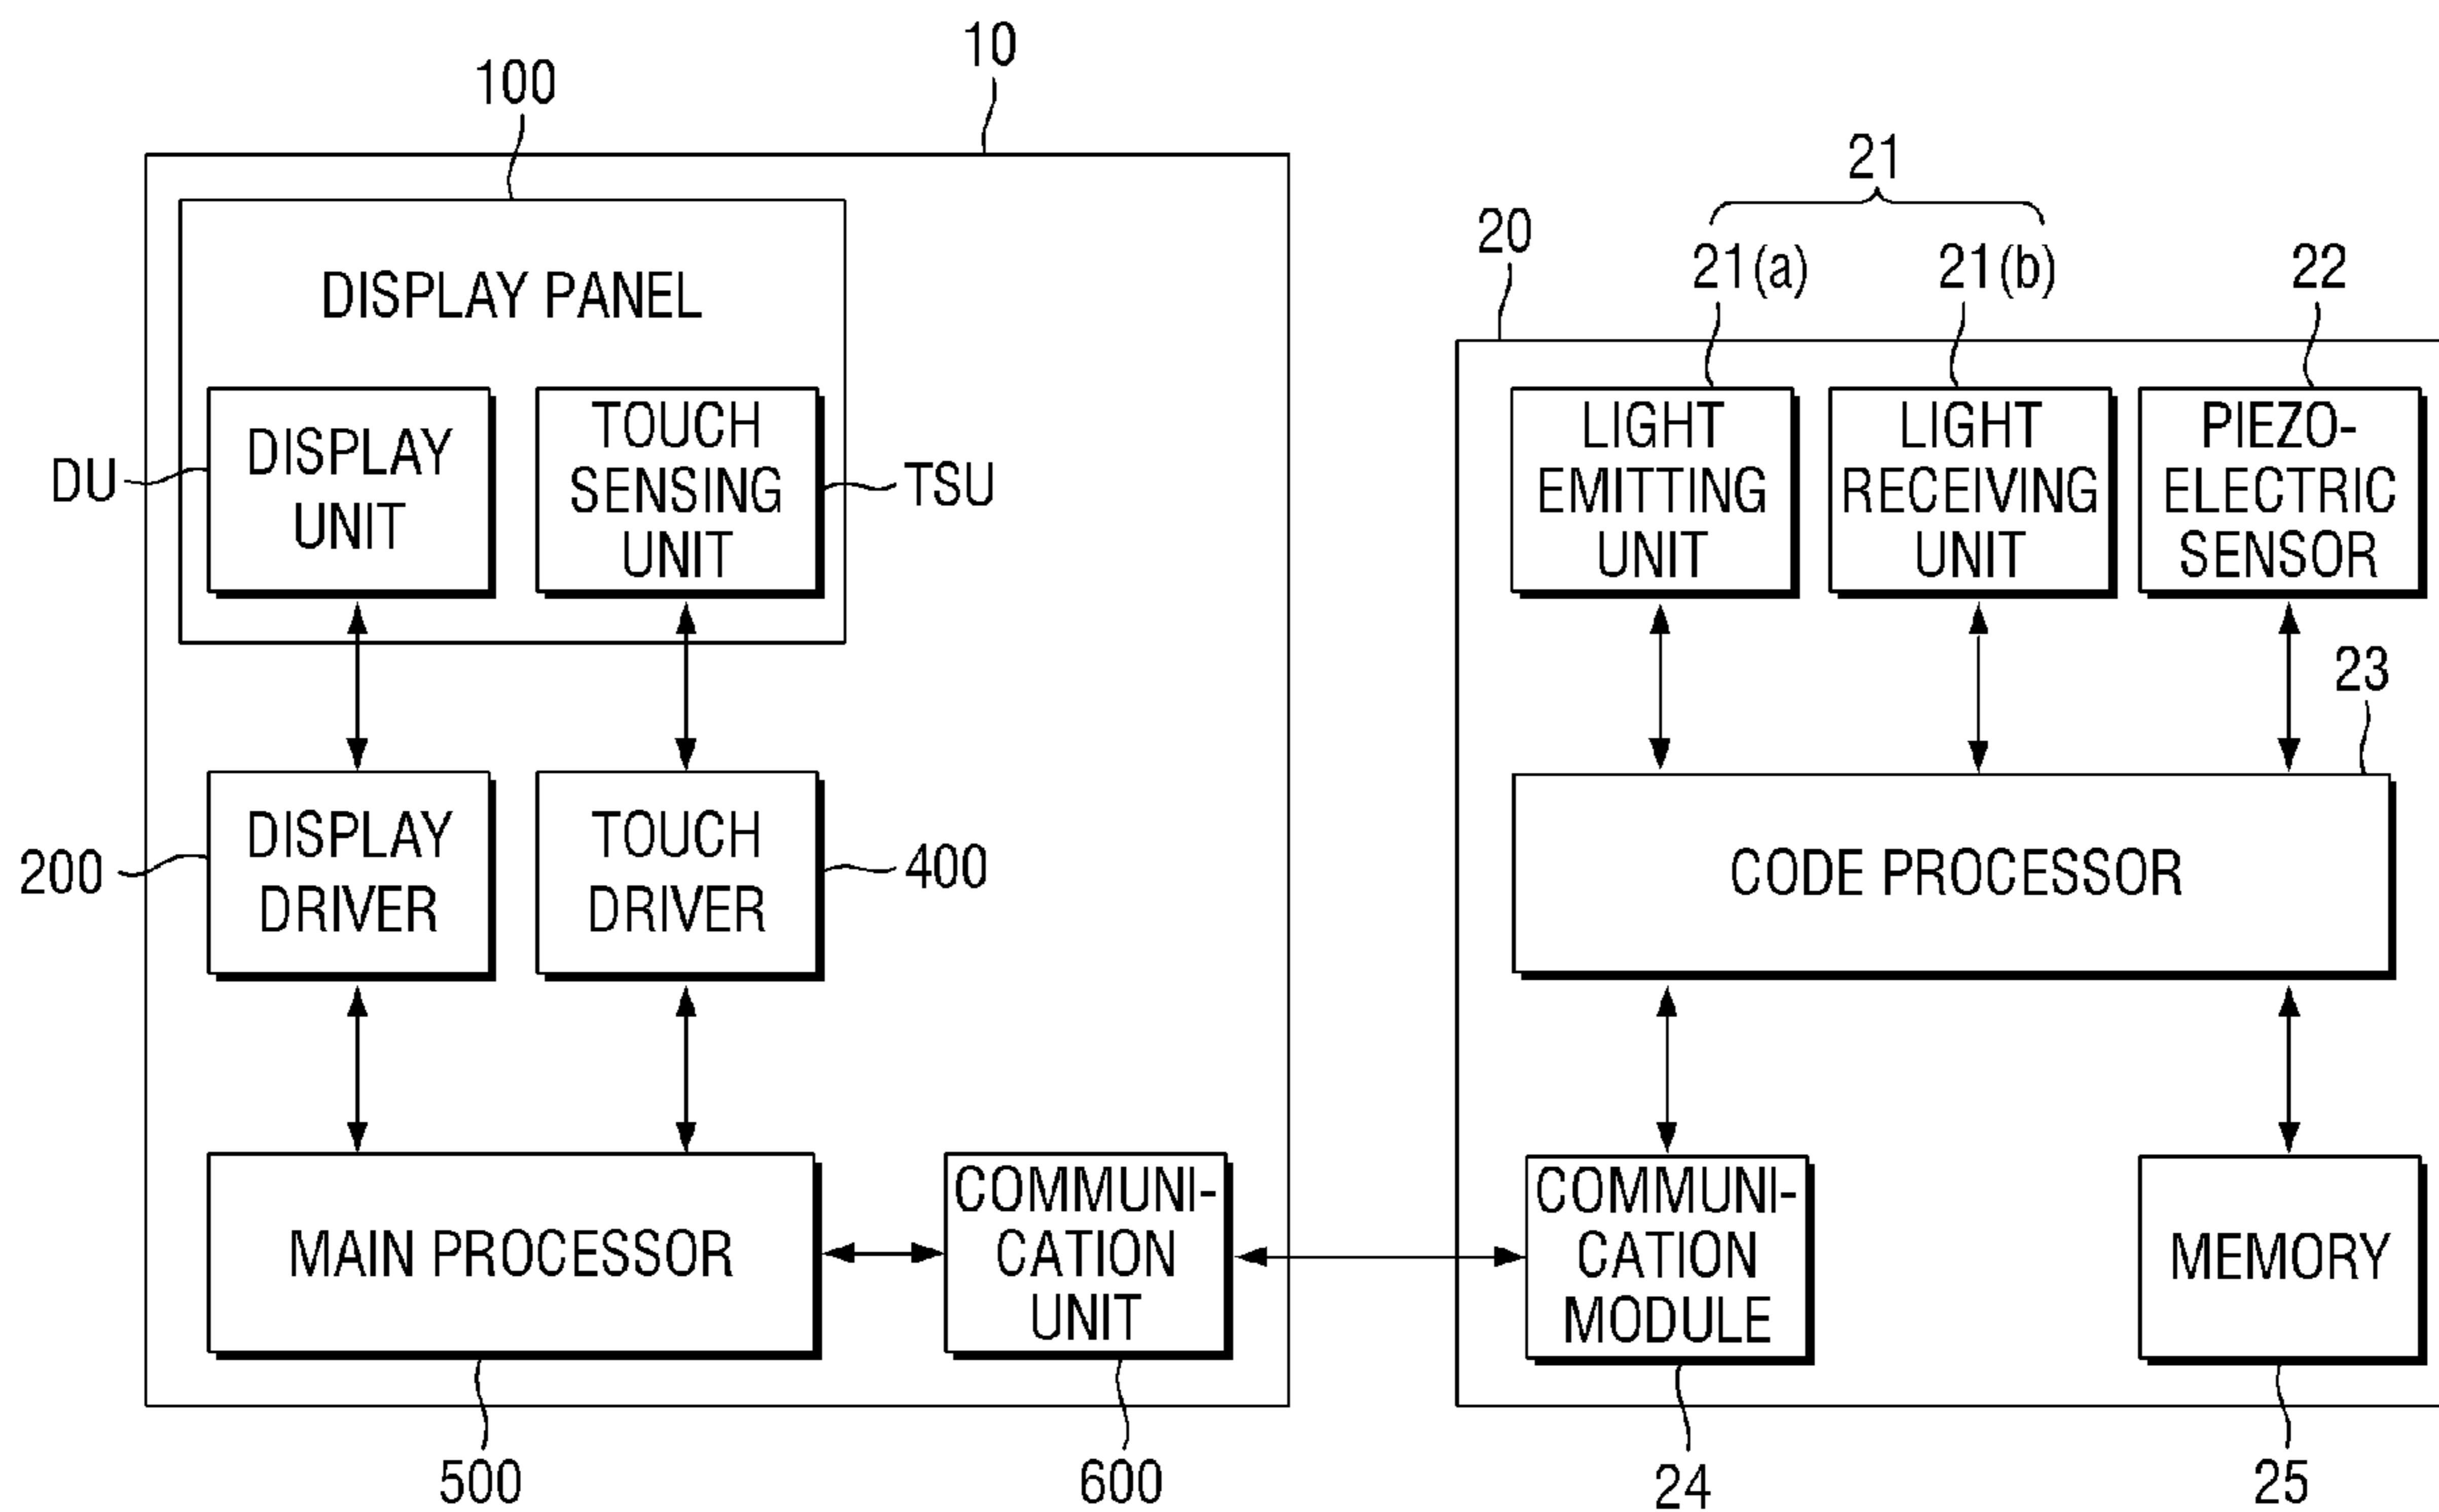 10
100
21
20
21(a)
21(b)
22
DISPLAY PANEL
DU
DISPLAY
UNIT
TOUCH
SENSING
UNIT
TSU
LIGHT
EMITTING
UNIT
LIGHT
RECEIVING
UNIT
PIEZO-
ELECTRIC
SENSOR
23
200
DISPLAY
DRIVER
TOUCH
DRIVER
400
CODE PROCESSOR
MAIN PROCESSOR
COMMUNI-
CATION
UNIT
COMMUNI-
CATION
MODULE
MEMORY
500
600
24
25